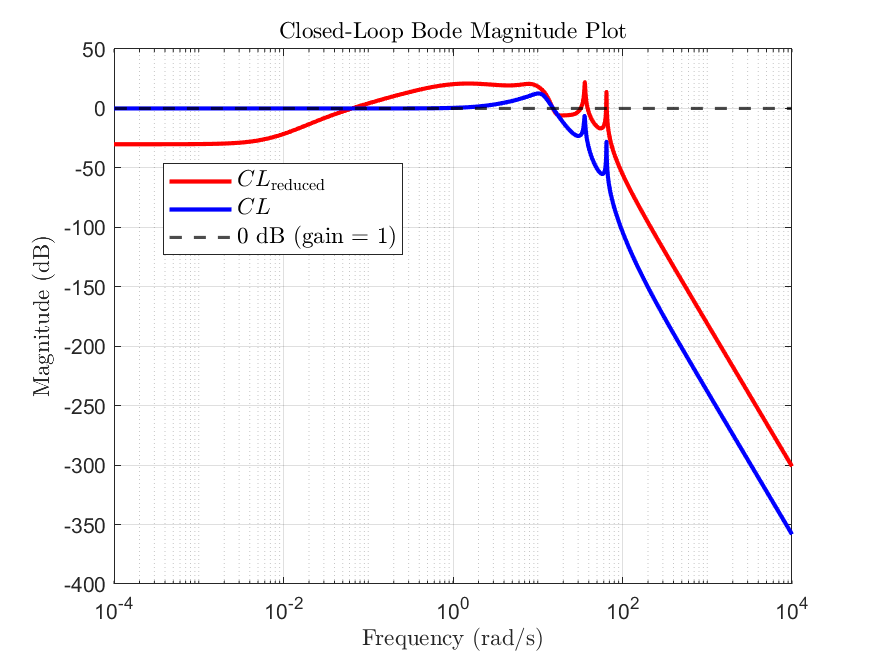 Closed-Loop Bode Magnitude Plot
50
0
-50
-100
-150
-200
-250
-300
-350
-400
Magnitude (dB)
CL_reduced
CL
0 dB (gain = 1)
10^-4
10^-2
10^0
10^2
10^4
Frequency (rad/s)